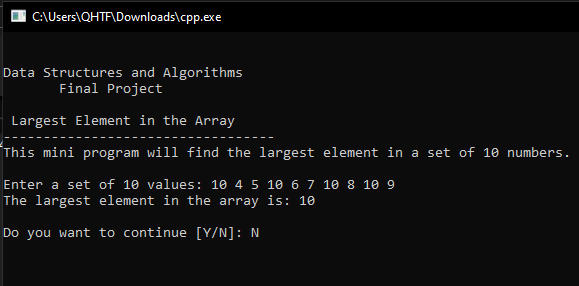 C:\Users\QHTF\Downloads\cpp.exe
Data Structures and Algorithms
Final Project
Largest Element in the Array
----------------------------------
This mini program will find the largest element in a set of 10 numbers.
Enter a set of 10 values: 10 4 5 10 6 7 10 8 10 9
The largest element in the array is: 10
Do you want to continue [Y/N]: N